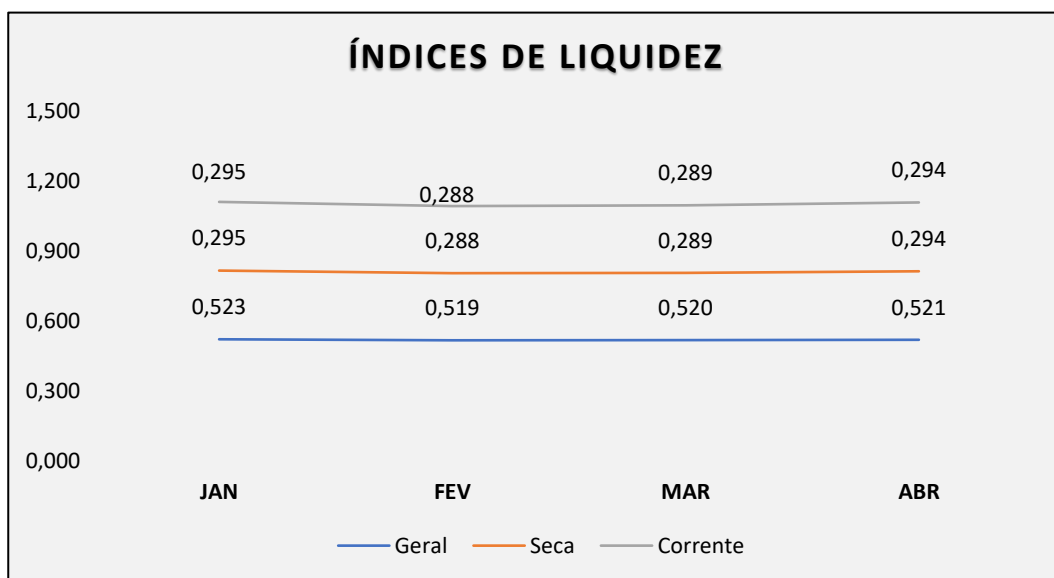 ÍNDICES DE LIQUIDEZ
1,500
1,200
0,900
0,600
0,300
0,000
0,295 0,288 0,289 0,294
0,295 0,288 0,289 0,294
0,523 0,519 0,520 0,521
JAN FEV MAR ABR
Geral Seca Corrente